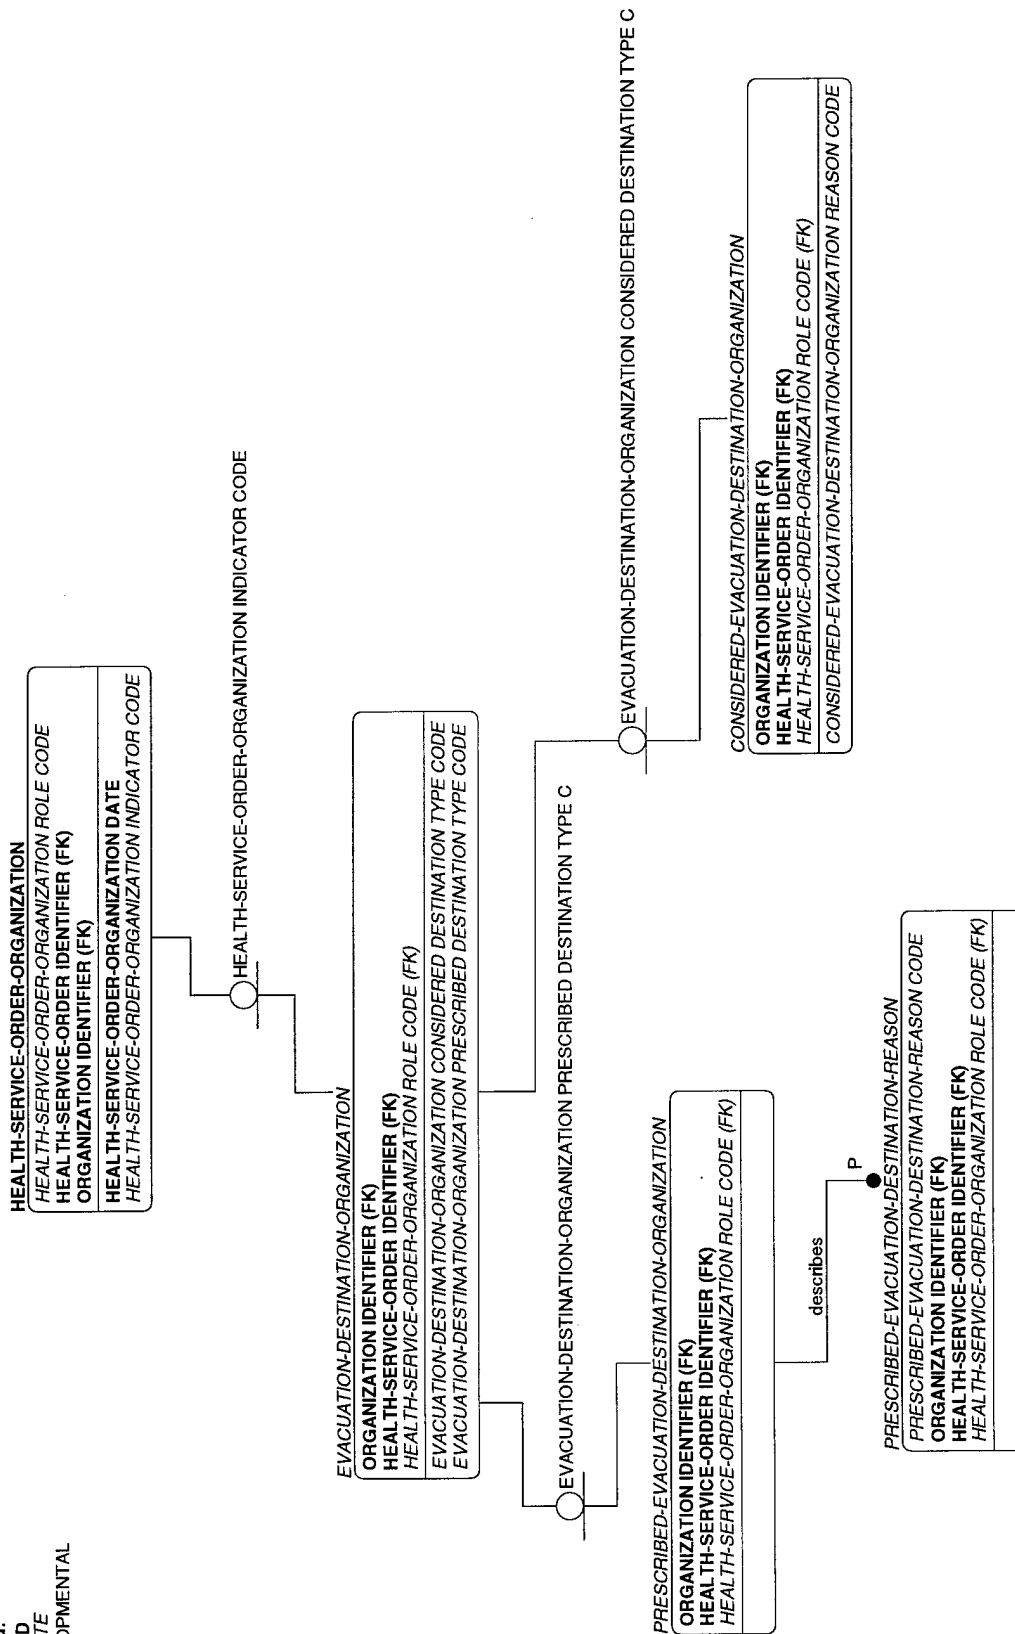 HEALTH-SERVICE-ORDER-ORGANIZATION
HEALTH-SERVICE-ORDER-ORGANIZATION ROLE CODE
HEALTH-SERVICE-ORDER IDENTIFIER (FK)
ORGANIZATION IDENTIFIER (FK)
HEALTH-SERVICE-ORDER-ORGANIZATION DATE
HEALTH-SERVICE-ORDER-ORGANIZATION INDICATOR CODE
HEALTH-SERVICE-ORDER-ORGANIZATION INDICATOR CODE
EVACUATION-DESTINATION-ORGANIZATION
ORGANIZATION IDENTIFIER (FK)
HEALTH-SERVICE-ORDER IDENTIFIER (FK)
HEALTH-SERVICE-ORDER-ORGANIZATION ROLE CODE (FK)
EVACUATION-DESTINATION-ORGANIZATION CONSIDERED DESTINATION TYPE CODE
EVACUATION-DESTINATION-ORGANIZATION PRESCRIBED DESTINATION TYPE CODE
EVACUATION-DESTINATION-ORGANIZATION PRESCRIBED DESTINATION TYPE C
EVACUATION-DESTINATION-ORGANIZATION CONSIDERED DESTINATION TYPE C
PRESCRIBED-EVACUATION-DESTINATION-ORGANIZATION
ORGANIZATION IDENTIFIER (FK)
HEALTH-SERVICE-ORDER IDENTIFIER (FK)
HEALTH-SERVICE-ORDER-ORGANIZATION ROLE CODE (FK)
CONSIDERED-EVACUATION-DESTINATION-ORGANIZATION
ORGANIZATION IDENTIFIER (FK)
HEALTH-SERVICE-ORDER IDENTIFIER (FK)
HEALTH-SERVICE-ORDER-ORGANIZATION ROLE CODE (FK)
CONSIDERED-EVACUATION-DESTINATION-ORGANIZATION REASON CODE
describes
P
PRESCRIBED-EVACUATION-DESTINATION-REASON
PRESCRIBED-EVACUATION-DESTINATION-REASON CODE
ORGANIZATION IDENTIFIER (FK)
HEALTH-SERVICE-ORDER IDENTIFIER (FK)
HEALTH-SERVICE-ORDER-ORGANIZATION ROLE CODE (FK)
D
TE
OPMENTAL